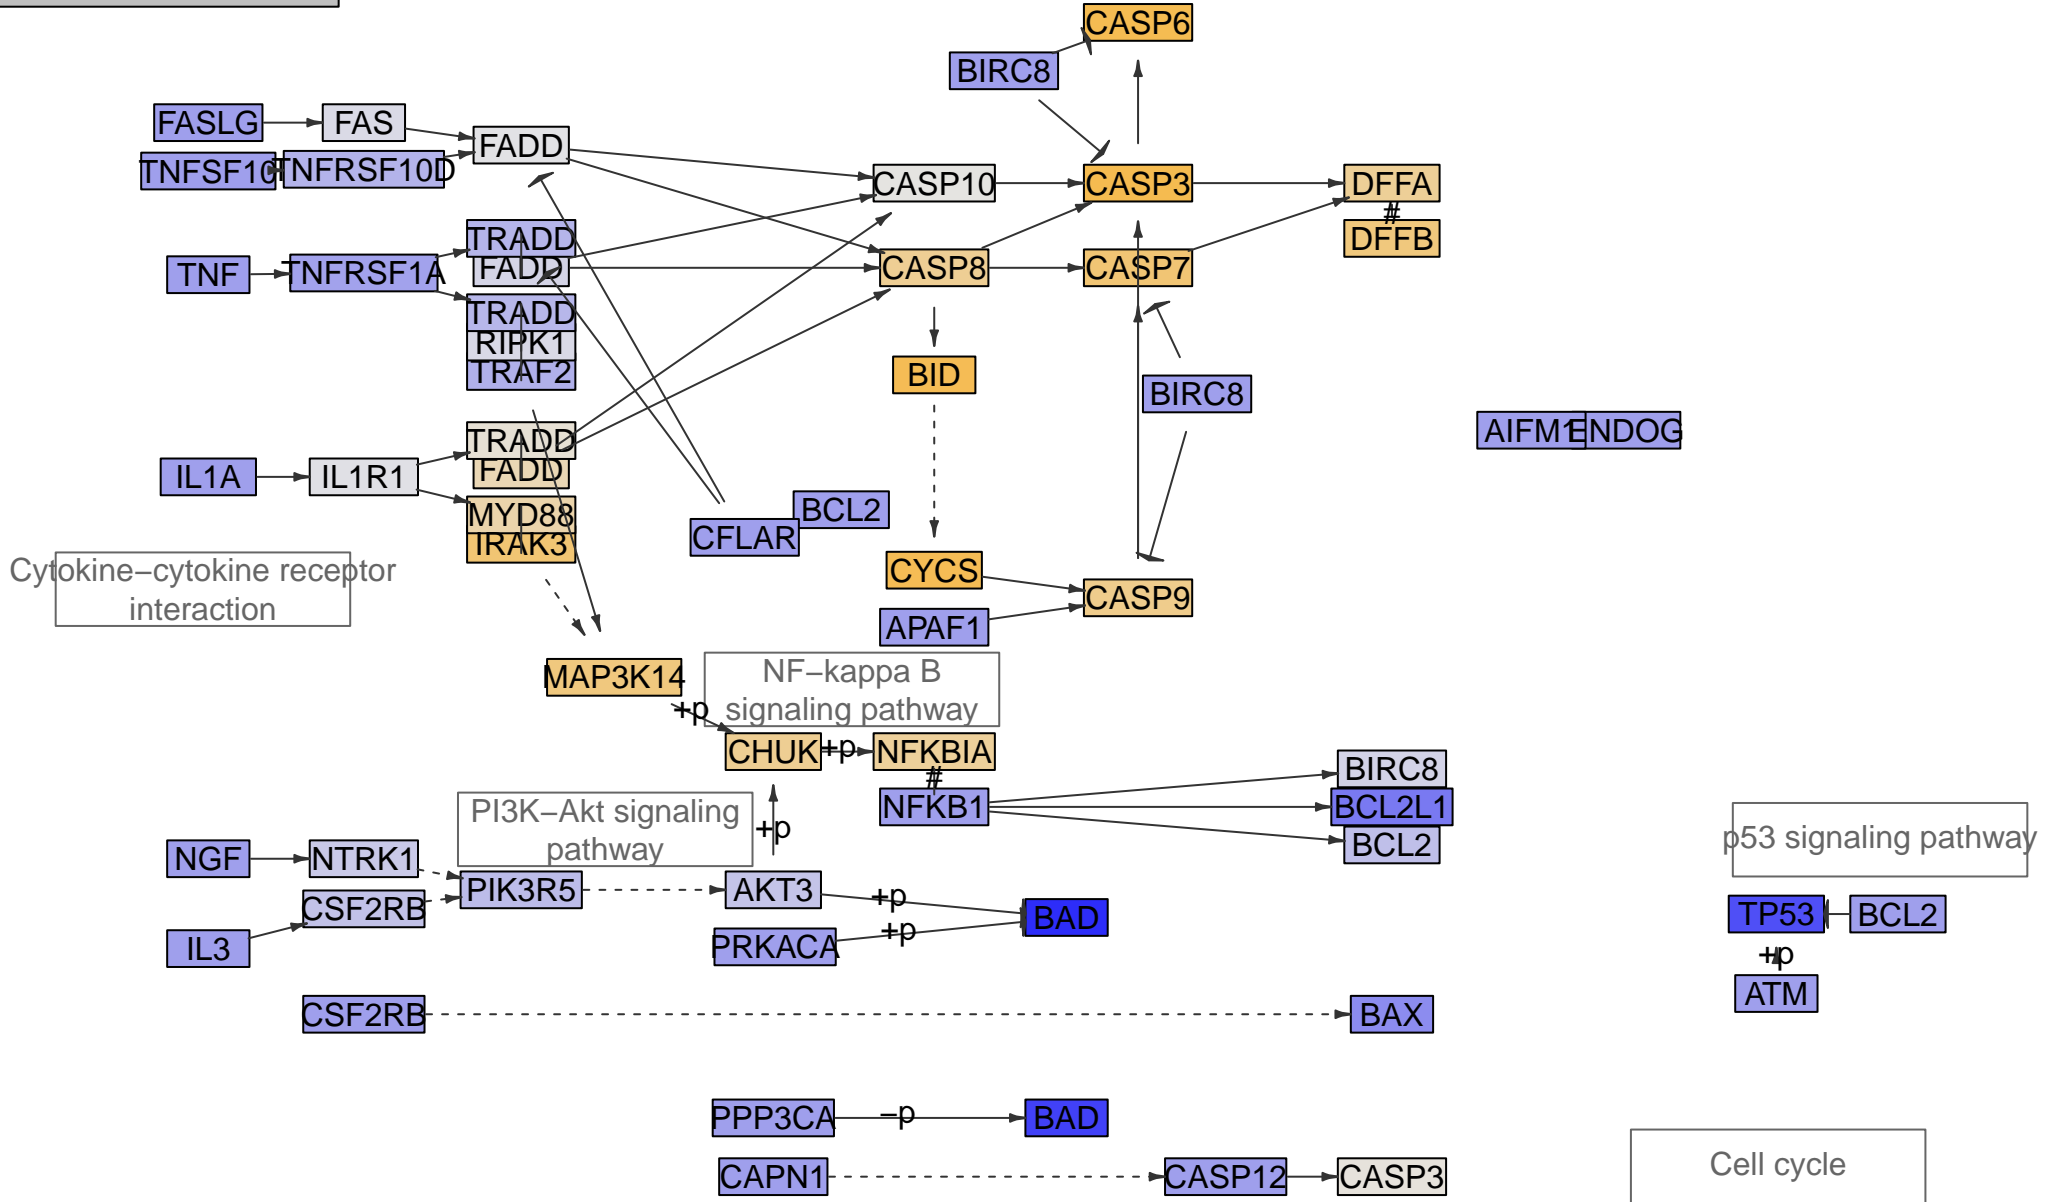 CASP6
BIRC8
FASLG
FAS
FADD
TNFSF10
TNFRSF10D
CASP10
CASP3
DFFA
#
DFFB
TRADD
FADD
TNF
TNFRSF1A
CASP8
CASP7
TRADD
RIPK1
TRAF2
BID
BIRC8
AIFM1
ENDOG
TRADD
FADD
IL1A
IL1R1
MYD88
IRAK3
BCL2
CFLAR
Cytokine–cytokine receptor
interaction
CYCS
CASP9
APAF1
MAP3K14
NF–kappa B
signaling pathway
+p
CHUK
+p
NFKBIA
#
NFKB1
BIRC8
BCL2L1
BCL2
PI3K–Akt signaling
pathway
+p
p53 signaling pathway
NGF
NTRK1
PIK3R5
AKT3
+p
CSF2RB
BAD
TP53
BCL2
IL3
PRKACA
+p
+p
ATM
CSF2RB
BAX
PPP3CA
–p
BAD
CAPN1
CASP12
CASP3
Cell cycle